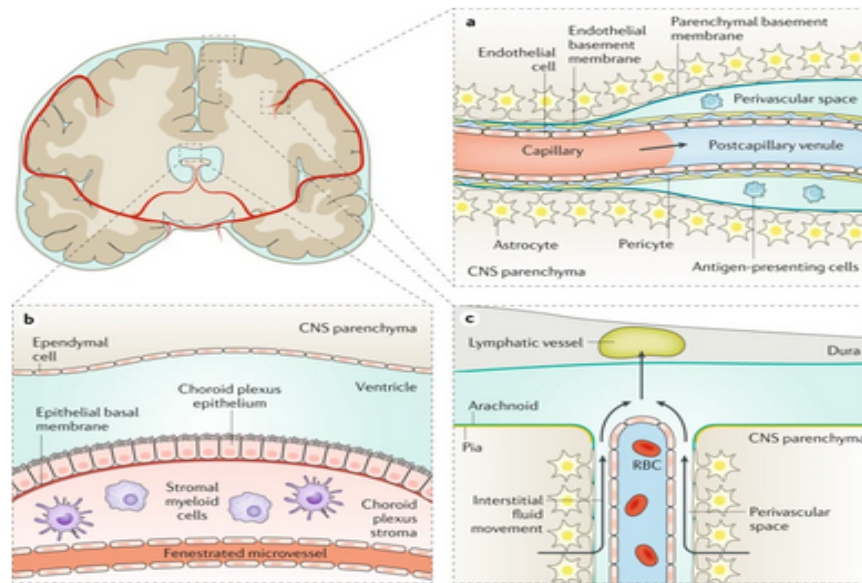 a
Endothelial
cell
Endothelial
basement
membrane
Parenchymal basement
membrane
Perivascular space
Capillary
Postcapillary venule
Astrocyte
Pericyte
Antigen-presenting cells
CNS parenchyma
b
CNS parenchyma
Ependymal
cell
Ventricle
Choroid plexus
epithelium
Epithelial basal
membrane
Stromal
myeloid
cells
Choroid
plexus
stroma
Fenestrated microvessel
c
Lymphatic vessel
Dura
Arachnoid
Pia
CNS parenchyma
RBC
Interstitial
fluid
movement
Perivascular
space